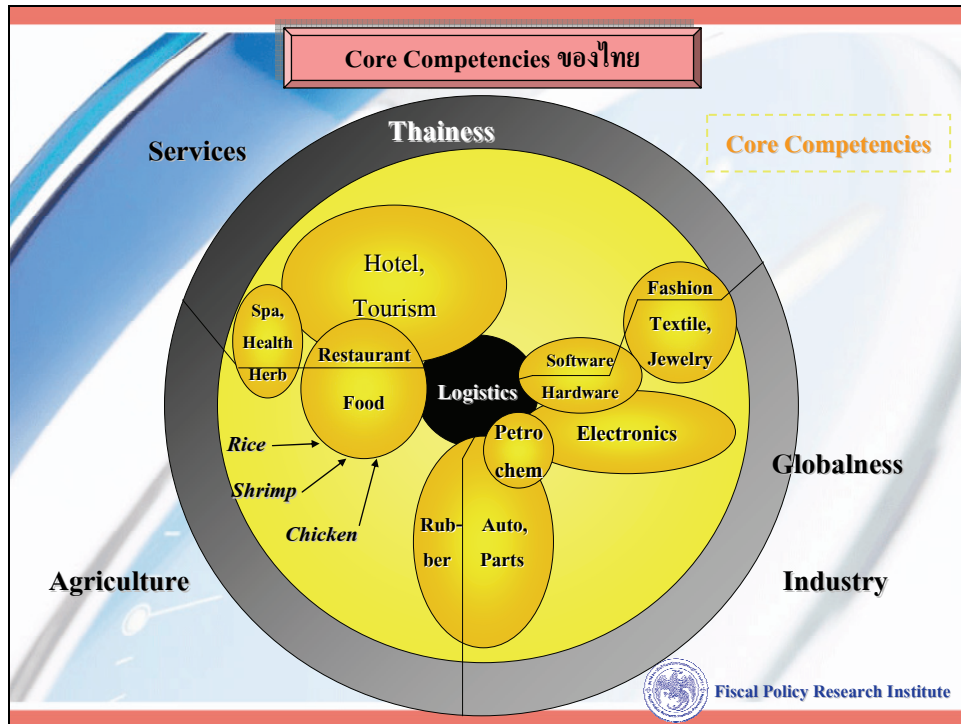 Core Competencies ของไทย
Thainess
Services
Core Competencies
Hotel,
Tourism
Spa,
Health
Herb
Restaurant
Food
Logistics
Software
Hardware
Fashion
Textile,
Jewelry
Petro
chem
Electronics
Rice
Shrimp
Chicken
Rub-
ber
Auto,
Parts
Globalness
Agriculture
Industry
Fiscal Policy Research Institute